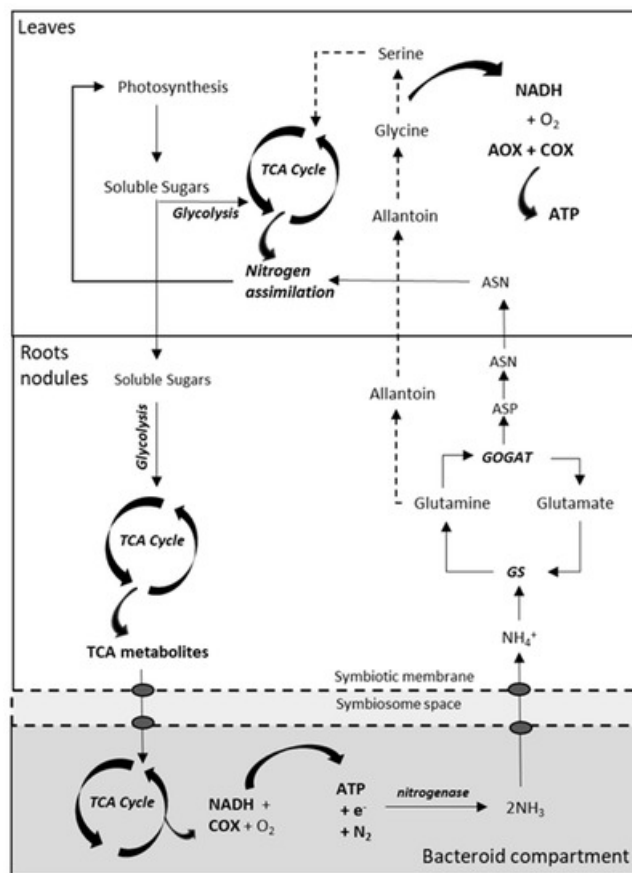 Leaves
Photosynthesis
Soluble Sugars
Glycolysis
TCA Cycle
Nitrogen
assimilation
Serine
Glycine
Allantoin
NADH
+ O₂
AOX + COX
ATP
ASN
Roots
nodules
Soluble Sugars
Glycolysis
TCA Cycle
TCA metabolites
Allantoin
ASN
ASP
GOGAT
Glutamine
Glutamate
GS
NH₄⁺
Symbiotic membrane
Symbiosome space
TCA Cycle
NADH +
COX + O₂
ATP
+ e⁻
+ N₂
nitrogenase
2NH₃
Bacteroid compartment